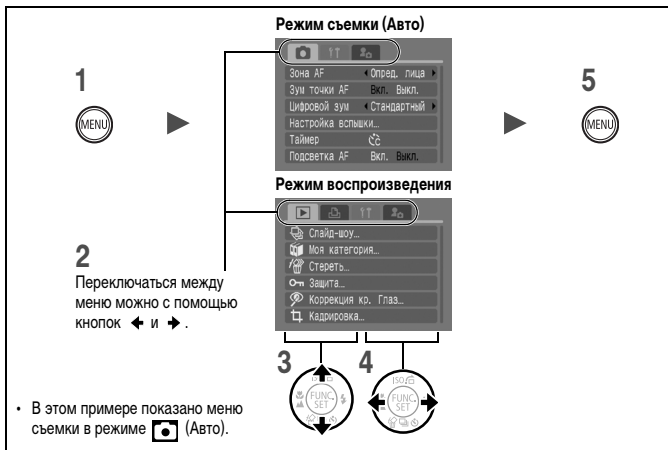 Режим съемки (Авто)
1
MENU
Зона AF Опред. лица
Зум точки AF Вкл. Выкл.
Цифровой зум Стандартный
Настройка вспышки…
Таймер
Подсветка AF Вкл. Выкл.
5
MENU
Режим воспроизведения
Слайд-шоу…
Моя категория…
Стереть…
Защита…
Коррекция кр. Глаз…
Кадрировка…
2
Переключаться между
меню можно с помощью
кнопок ← и → .
3
FUNC.
SET
4
ISO
FUNC.
SET
• В этом примере показано меню
съемки в режиме (Авто).